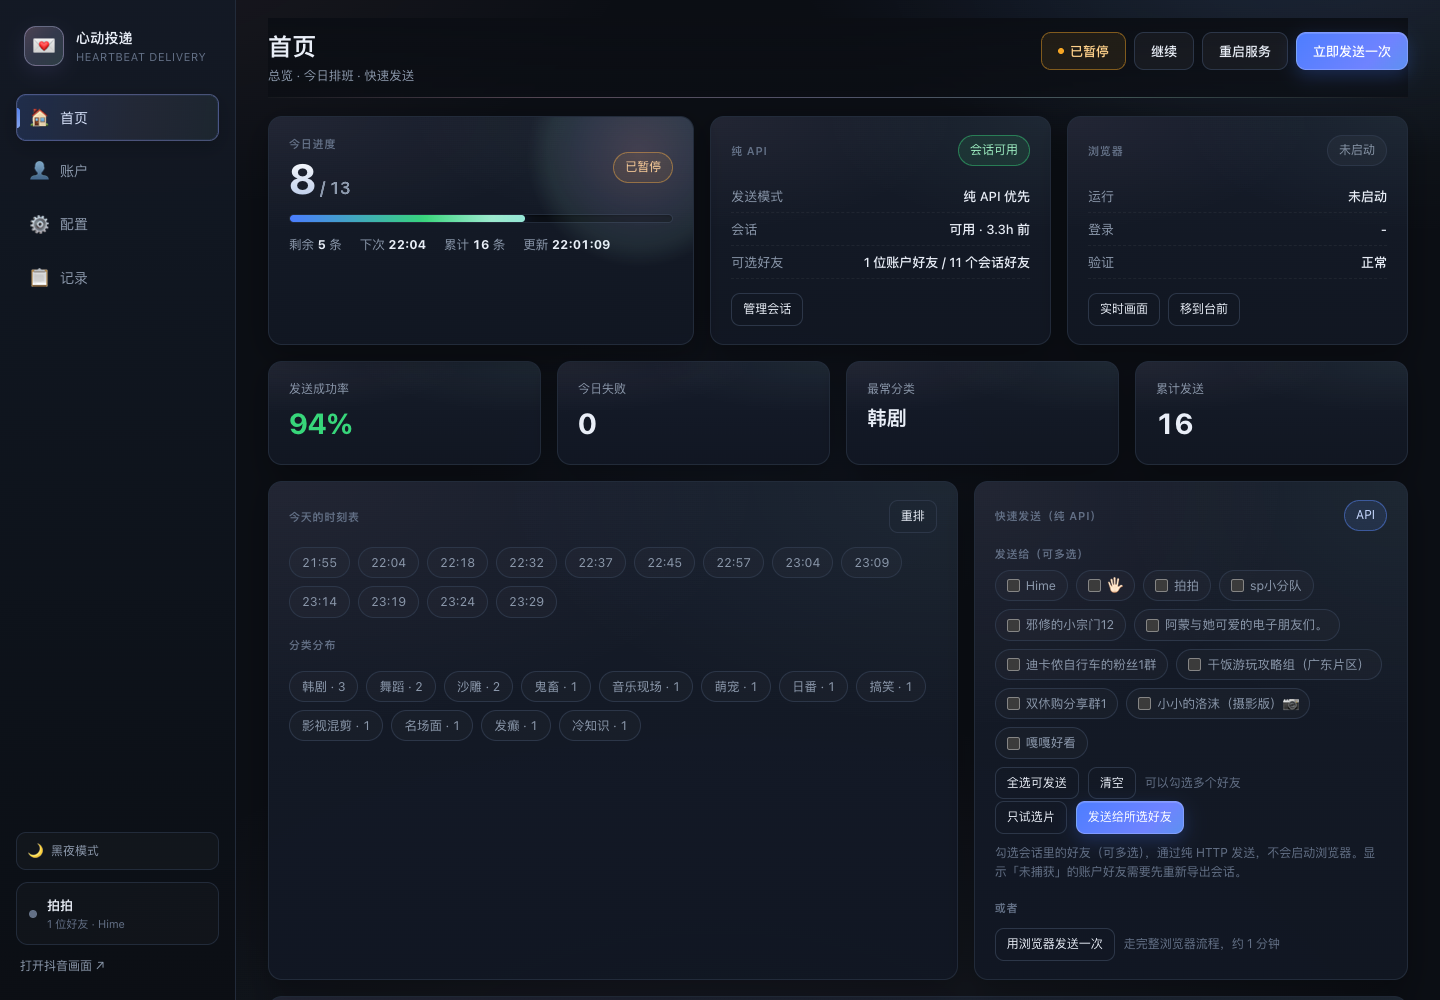 心动投递
HEARTBEAT DELIVERY
首页
账户
配置
记录
黑夜模式
拍拍
1 位好友 · Hime
打开抖音画面 ↗
首页
总览 · 今日排班 · 快速发送
已暂停
继续
重启服务
立即发送一次
今日进度
8 / 13
已暂停
剩余 5 条 下次 22:04 累计 16 条 更新 22:01:09
纯 API
会话可用
发送模式 纯 API 优先
会话 可用 · 3.3h 前
可选好友 1 位账户好友 / 11 个会话好友
管理会话
浏览器
未启动
运行 未启动
登录 -
验证 正常
实时画面 移到台前
发送成功率
94%
今日失败
0
最常分类
韩剧
累计发送
16
今天的时刻表
重排
21:55 22:04 22:18 22:32 22:37 22:45 22:57 23:04 23:09
23:14 23:19 23:24 23:29
分类分布
韩剧 · 3 舞蹈 · 2 沙雕 · 2 鬼畜 · 1 音乐现场 · 1 萌宠 · 1 日番 · 1 搞笑 · 1
影视混剪 · 1 名场面 · 1 发癫 · 1 冷知识 · 1
快速发送（纯 API）
API
发送给（可多选）
Hime 🖐🏻 拍拍 sp小分队
邪修的小宗门12 阿蒙与她可爱的电子朋友们。
迪卡侬自行车的粉丝1群 干饭游玩攻略组（广东片区）
双休购分享群1 小小的洛沫（摄影版）📷
嘎嘎好看
全选可发送 清空 可以勾选多个好友
只试选片 发送给所选好友
勾选会话里的好友（可多选），通过纯 HTTP 发送，不会启动浏览器。显
示「未捕获」的账户好友需要先重新导出会话。
或者
用浏览器发送一次 走完整浏览器流程，约 1 分钟